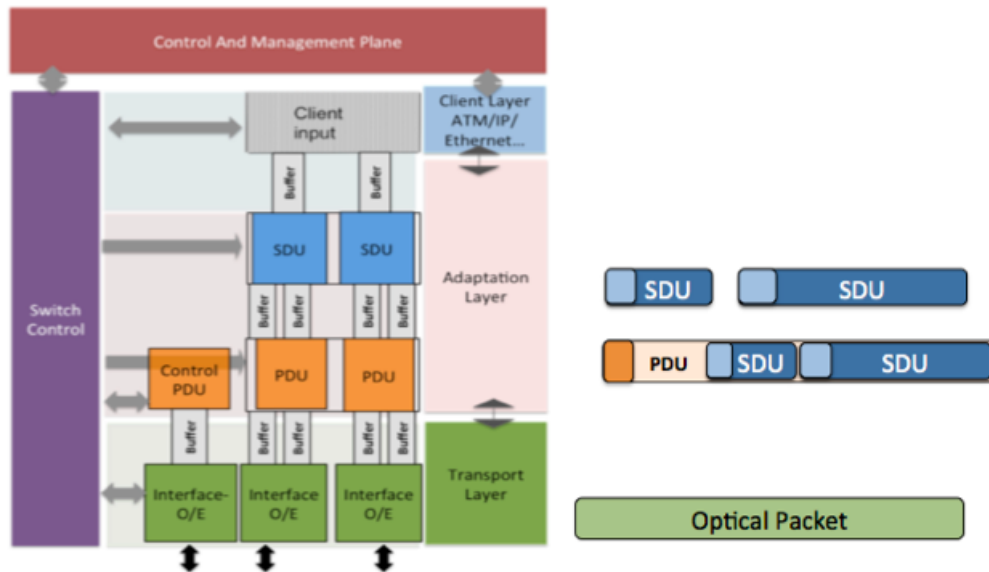 Control And Management Plane
Client
input
Client Layer
ATM/IP/
Ethernet...
Buffer
Buffer
SDU
SDU
Adaptation
Layer
Switch
Control
Buffer
Buffer
Buffer
Buffer
Control
PDU
PDU
PDU
Buffer
Buffer
Buffer
Buffer
Buffer
Interface-
O/E
Interface
O/E
Interface
O/E
Transport
Layer
SDU
SDU
PDU
SDU
SDU
Optical Packet